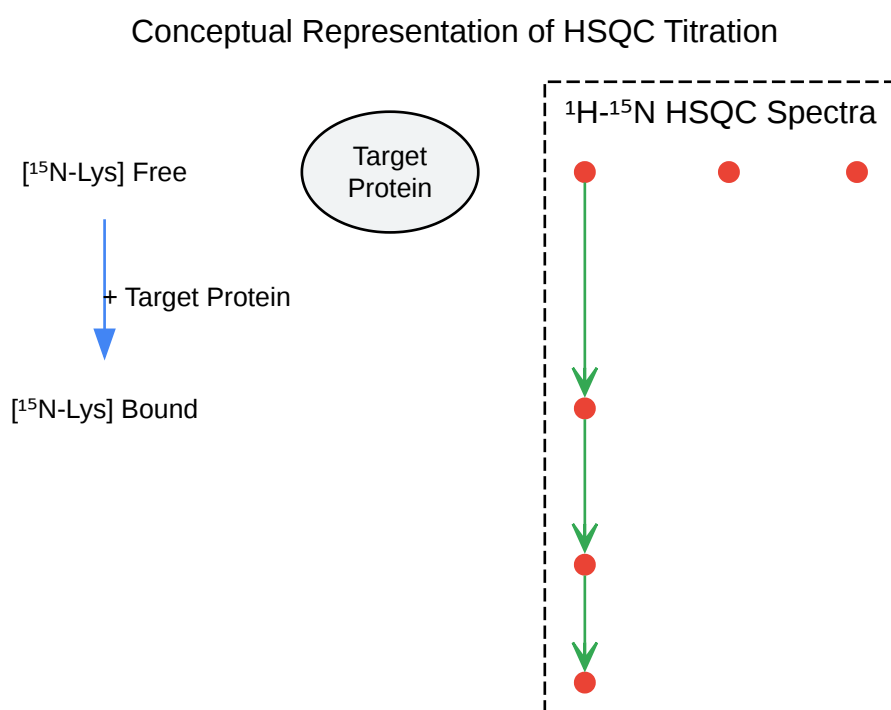 Conceptual Representation of HSQC Titration
¹H-¹⁵N HSQC Spectra
[¹⁵N-Lys] Free
Target
Protein
+ Target Protein
[¹⁵N-Lys] Bound